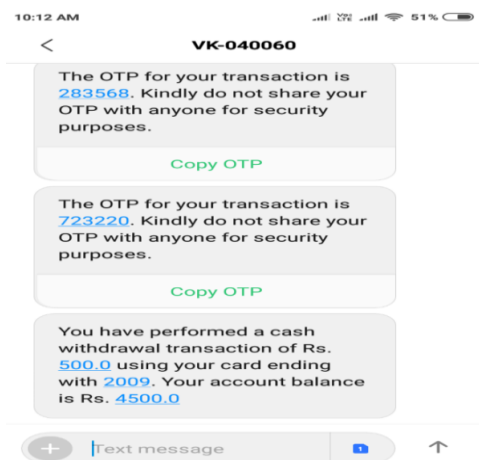 10:12 AM
Vo) LTE 51%
VK-040060
The OTP for your transaction is
283568. Kindly do not share your
OTP with anyone for security
purposes.
Copy OTP
The OTP for your transaction is
723220. Kindly do not share your
OTP with anyone for security
purposes.
Copy OTP
You have performed a cash
withdrawal transaction of Rs.
500.0 using your card ending
with 2009. Your account balance
is Rs. 4500.0
Text message
1